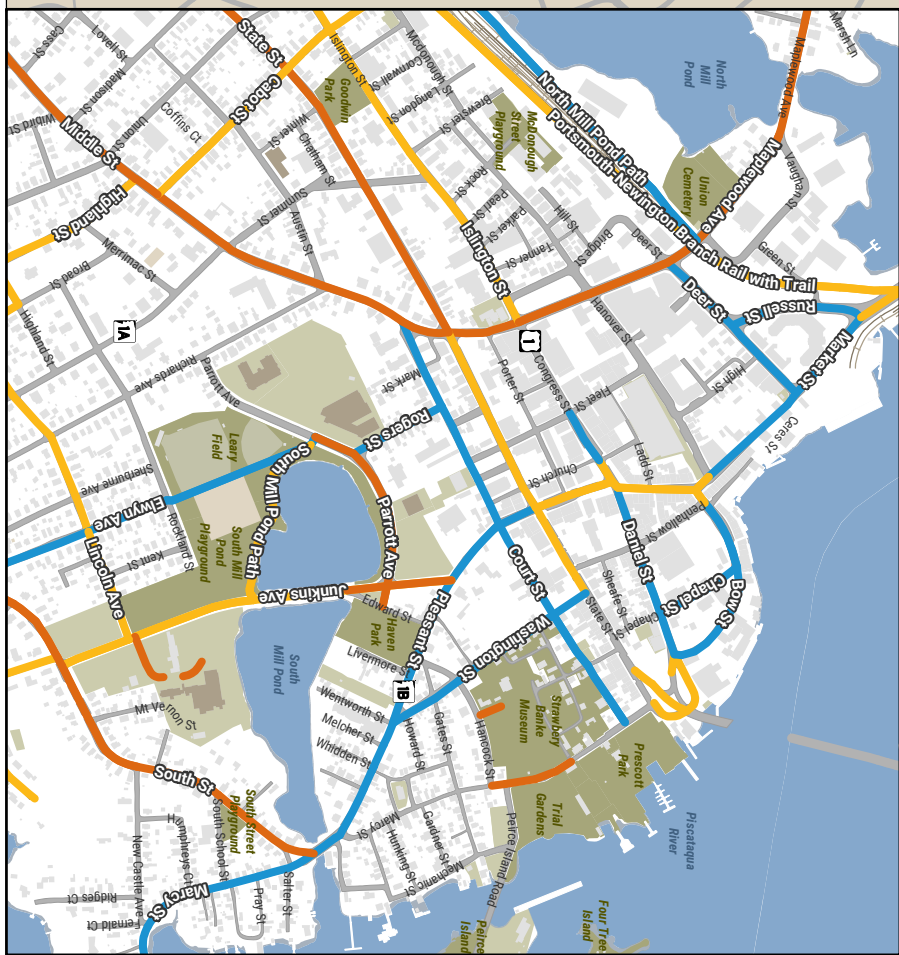 Cass St
Lovell St
Madison St
Union St
Coffins Ct
Wibird St
Middle St
Highland St
State St
Cabot St
Winter St
Chatham St
Goodwin
Park
Islington St
Mcdonough St
Cornwall St
Langdon St
Brewster St
McDonough
Street
Playground
Rock St
Pearl St
Parker St
Tanner St
Hill St
Bridge St
Deer St
Hanover St
Islington St
Summer St
Austin St
Merrimac St
Broad St
Highland St
1A
Richards Ave
Parrott Ave
North Mill Pond Path
Portsmouth-Newington Branch Rail with Trail
North
Mill
Pond
Union
Cemetery
Maplewood Ave
Maplewood Ave
Marsh Ln
Vaughan St
Green St
Deer St
Russell St
Market St
High St
Ceres St
1
Congress St
Porter St
Fleet St
Ladd St
Church St
Penhallow St
Mark St
Rogers St
Leary
Field
South Mill Pond Path
South Mill
Pond
Playground
Sherburne Ave
Elwyn Ave
Rockland St
Kent St
Lincoln Ave
Parrott Ave
Junkins Ave
Edward St
Haven
Park
Pleasant St
Livermore St
1B
Court St
Washington St
Daniel St
Chapel St
Bow St
Sheafe St
Chapel St
State St
South
Mill Pond
Wentworth St
Melcher St
Whidden St
Howard St
Gates St
Hancock St
Strawbery
Banke
Museum
Prescott
Park
Trial
Gardens
Piscataqua
River
Mt Vernon St
South St
South Street
Playground
South School St
Humphreys Ct
New Castle Ave
Ridges Ct
Fernald Ct
Marcy St
Pray St
Salter St
Marcy St
Hunking St
Gardner St
Mechanic St
Peirce Island Road
Peirce
Island
Four Tree
Island